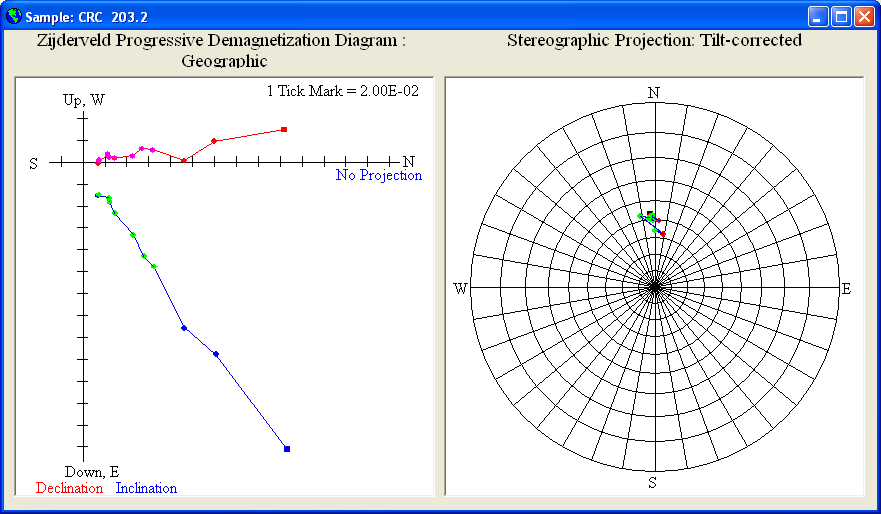 Sample: CRC 203.2
Zijderveld Progressive Demagnetization Diagram :
Geographic
1 Tick Mark = 2.00E-02
Up, W
S
N
No Projection
Down, E
Declination Inclination
Stereographic Projection: Tilt-corrected
N
W
E
S